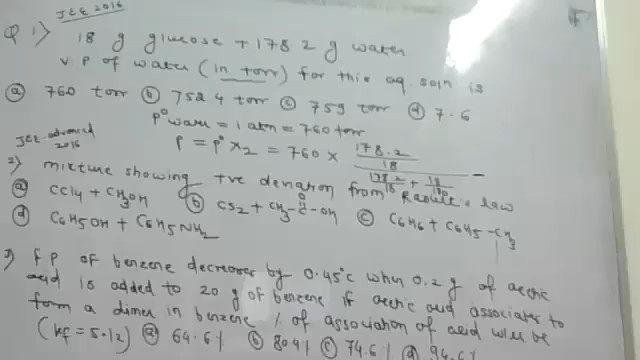 JEE 2016
Q 1) 18 g glucose + 178.2 g water
V.P of water (in torr) for this aq. soln is
(a) 760 torr (b) 752.4 torr (c) 759 torr (d) 7.6
P° water = 1 atm = 760 torr
P = P° x2 = 760 × (178.2/18) / (178.2/18 + 18/180)
JEE advanced 2016
2) mixture showing +ve deviation from Raoult's law
(a) CCl4 + CH3OH (b) CS2 + CH3-C(=O)-OH (c) C6H6 + C6H5-CH3
(d) C6H5OH + C6H5NH2
F.P of benzene decreases by 0.45°C when 0.2 g of acetic
acid is added to 20 g of benzene if acetic acid associates to
form a dimer in benzene % of association of acid will be
(Kf = 5.12) (a) 64.6% (b) 80.4% (c) 74.6% (d) 94.6%